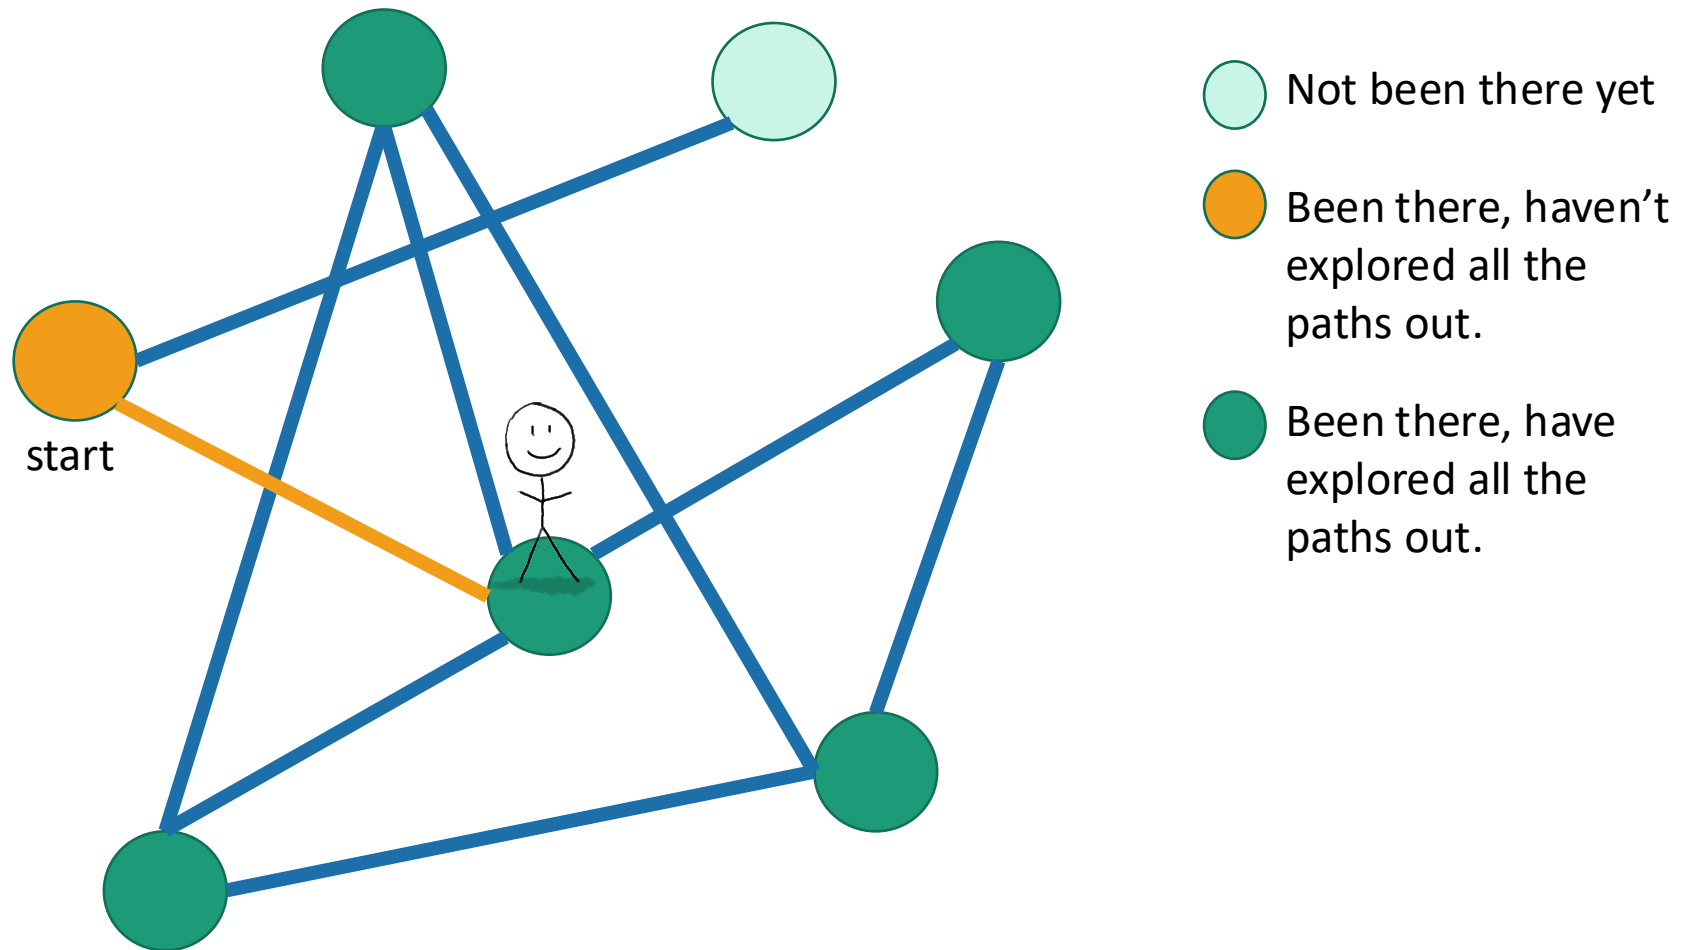 Not been there yet
Been there, haven’t
explored all the
paths out.
start
Been there, have
explored all the
paths out.